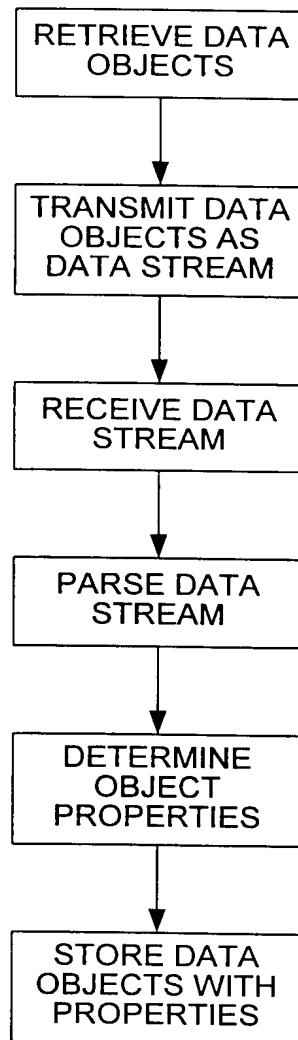 RETRIEVE DATA
OBJECTS
TRANSMIT DATA
OBJECTS AS
DATA STREAM
RECEIVE DATA
STREAM
PARSE DATA
STREAM
DETERMINE
OBJECT
PROPERTIES
STORE DATA
OBJECTS WITH
PROPERTIES